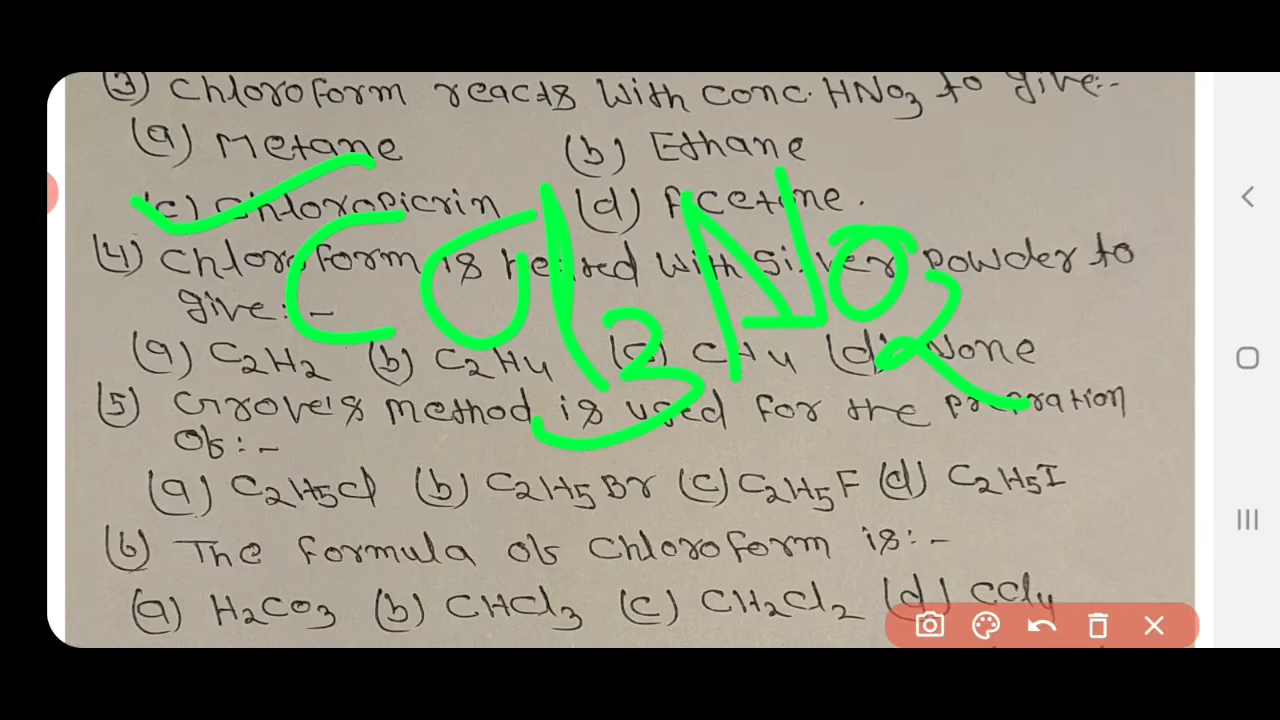 (3) Chloroform reacts with conc. HNO3 to give:-
(a) Metane (b) Ethane
(c) Chloropicrin (d) Acetone.
(4) Chloroform is heated with Silver powder to
give:-
CCl3NO2
(a) C2H2 (b) C2H4 (c) CH4 (d) None
(5) Grove's method is used for the prepration
of:-
(a) C2H5Cl (b) C2H5Br (c) C2H5F (d) C2H5I
(6) The formula of Chloroform is:-
(a) H2CO3 (b) CHCl3 (c) CH2Cl2 (d) CCl4